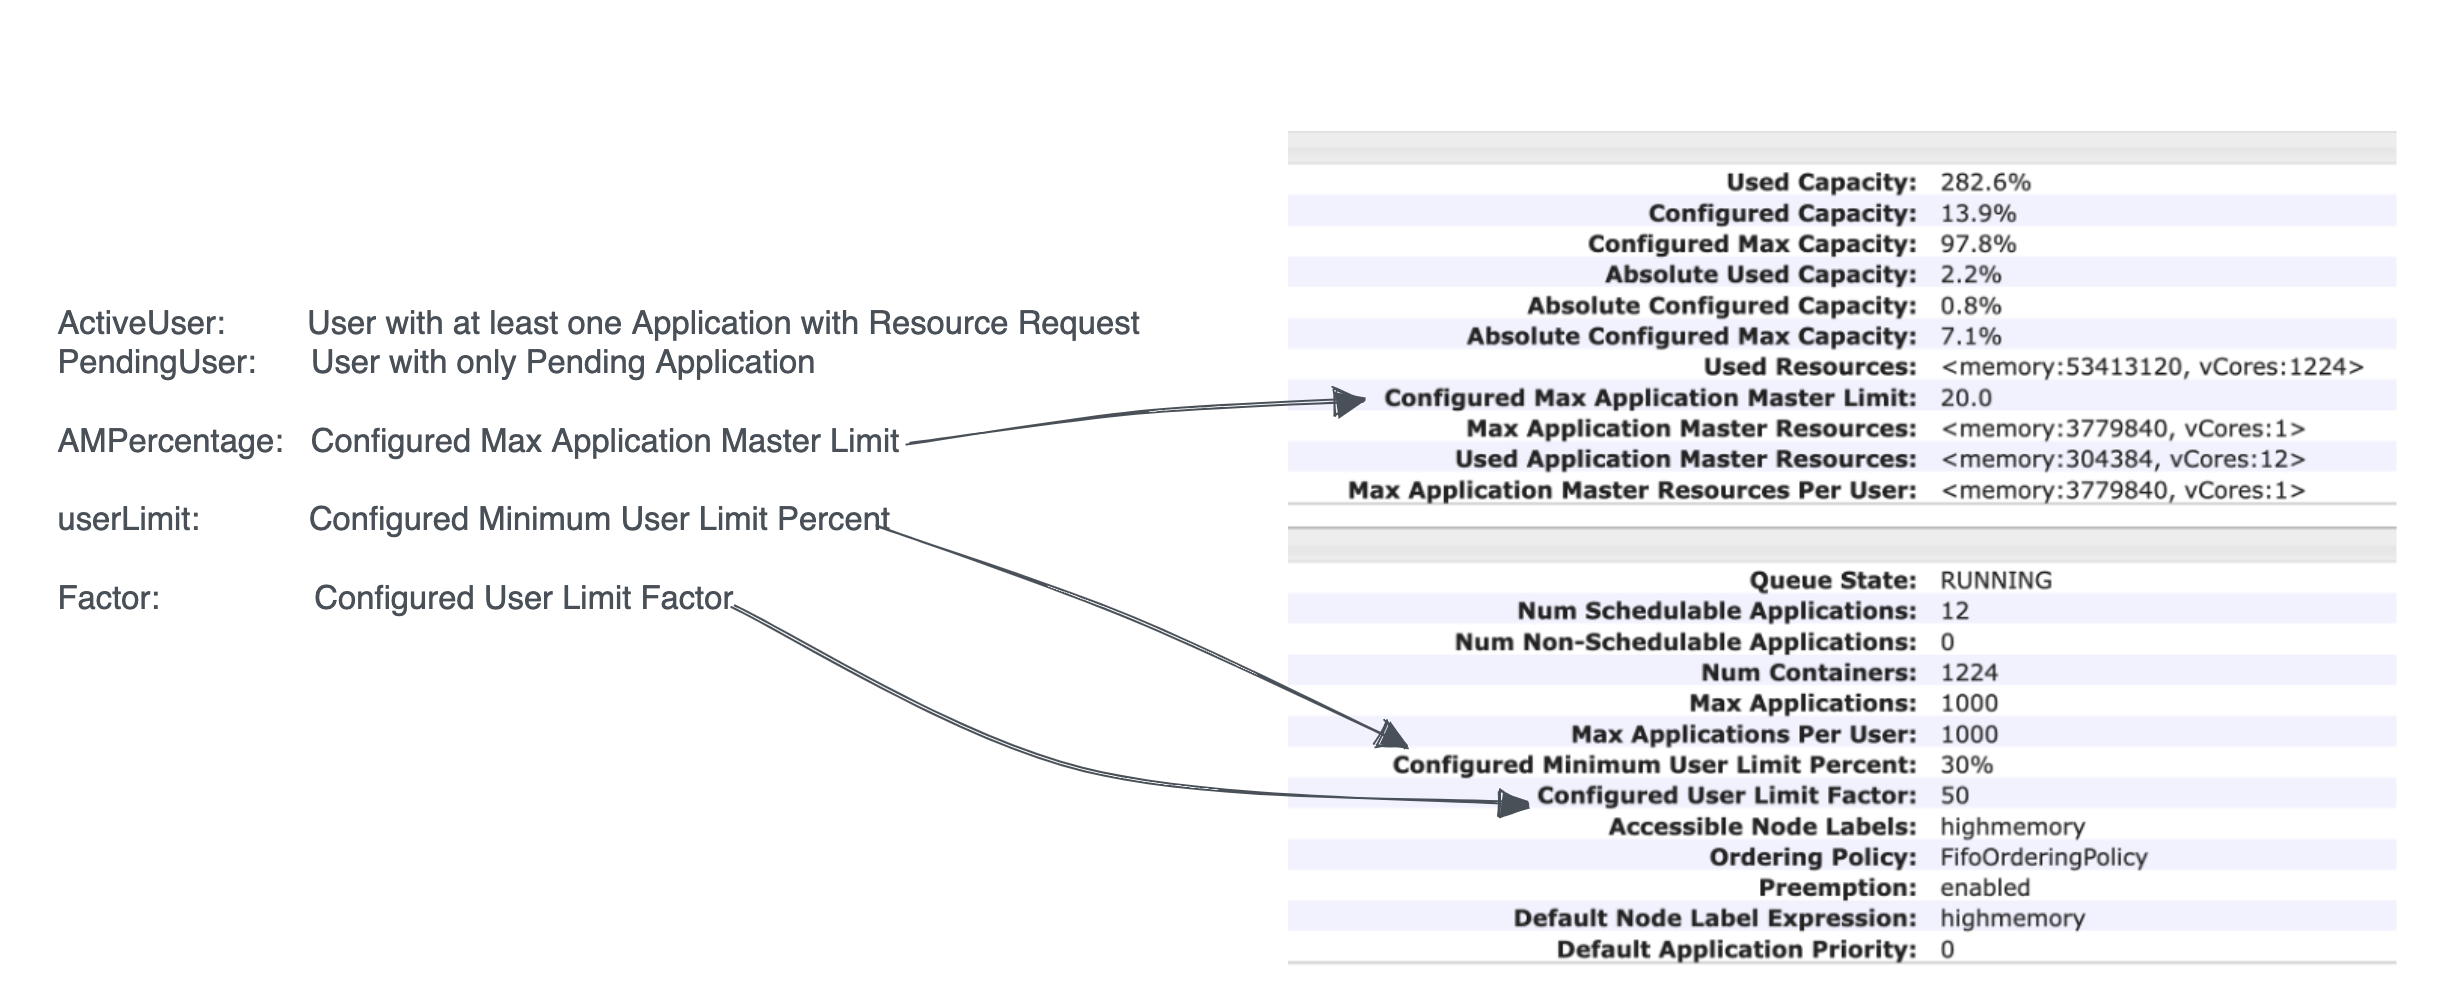 ActiveUser: User with at least one Application with Resource Request
PendingUser: User with only Pending Application
AMPercentage: Configured Max Application Master Limit
userLimit: Configured Minimum User Limit Percent
Factor: Configured User Limit Factor
Used Capacity: 282.6%
Configured Capacity: 13.9%
Configured Max Capacity: 97.8%
Absolute Used Capacity: 2.2%
Absolute Configured Capacity: 0.8%
Absolute Configured Max Capacity: 7.1%
Used Resources: <memory:53413120, vCores:1224>
Configured Max Application Master Limit: 20.0
Max Application Master Resources: <memory:3779840, vCores:1>
Used Application Master Resources: <memory:304384, vCores:12>
Max Application Master Resources Per User: <memory:3779840, vCores:1>
Queue State: RUNNING
Num Schedulable Applications: 12
Num Non-Schedulable Applications: 0
Num Containers: 1224
Max Applications: 1000
Max Applications Per User: 1000
Configured Minimum User Limit Percent: 30%
Configured User Limit Factor: 50
Accessible Node Labels: highmemory
Ordering Policy: FifoOrderingPolicy
Preemption: enabled
Default Node Label Expression: highmemory
Default Application Priority: 0